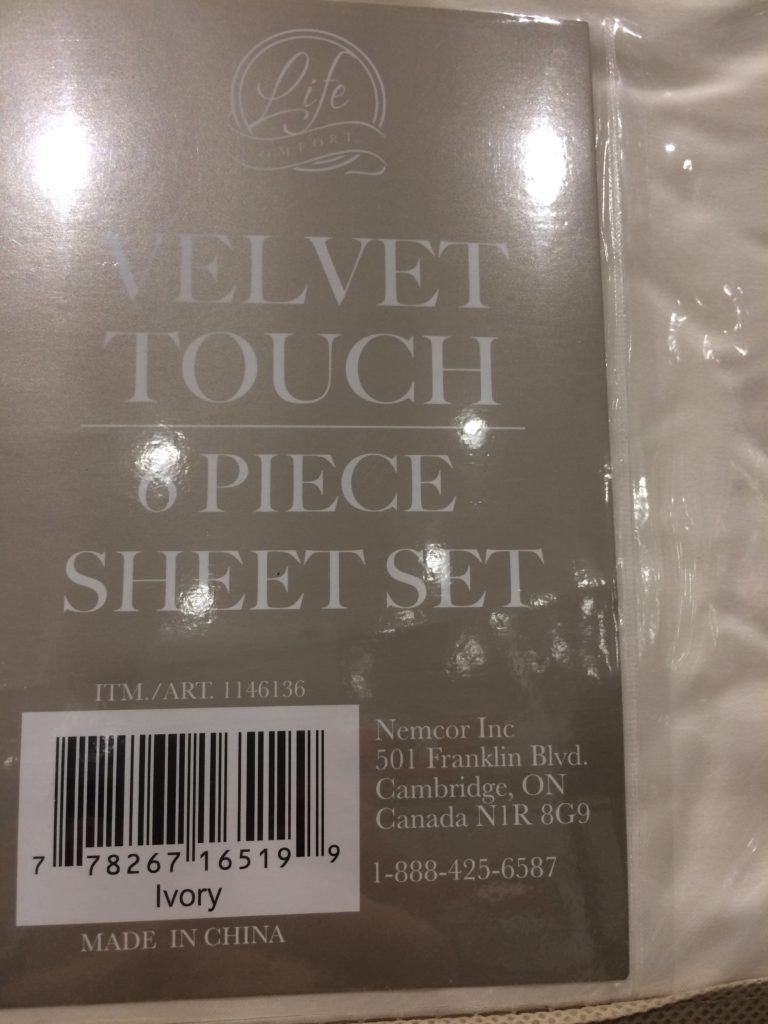 Life
COMFORT
VELVET
TOUCH
6 PIECE
SHEET SET
ITM./ART. 1146136
7 78267 16519 9
Ivory
MADE IN CHINA
Nemcor Inc
501 Franklin Blvd.
Cambridge, ON
Canada N1R 8G9
1-888-425-6587